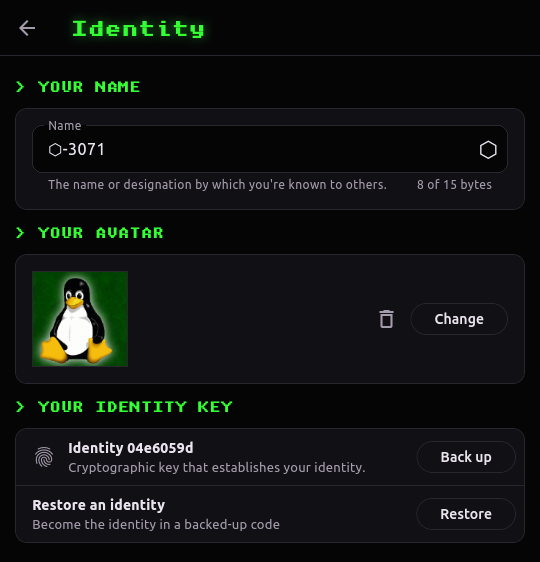 Identity
> YOUR NAME
Name
⬡-3071
The name or designation by which you're known to others.
8 of 15 bytes
> YOUR AVATAR
Change
> YOUR IDENTITY KEY
Identity 04e6059d
Cryptographic key that establishes your identity.
Back up
Restore an identity
Become the identity in a backed-up code
Restore